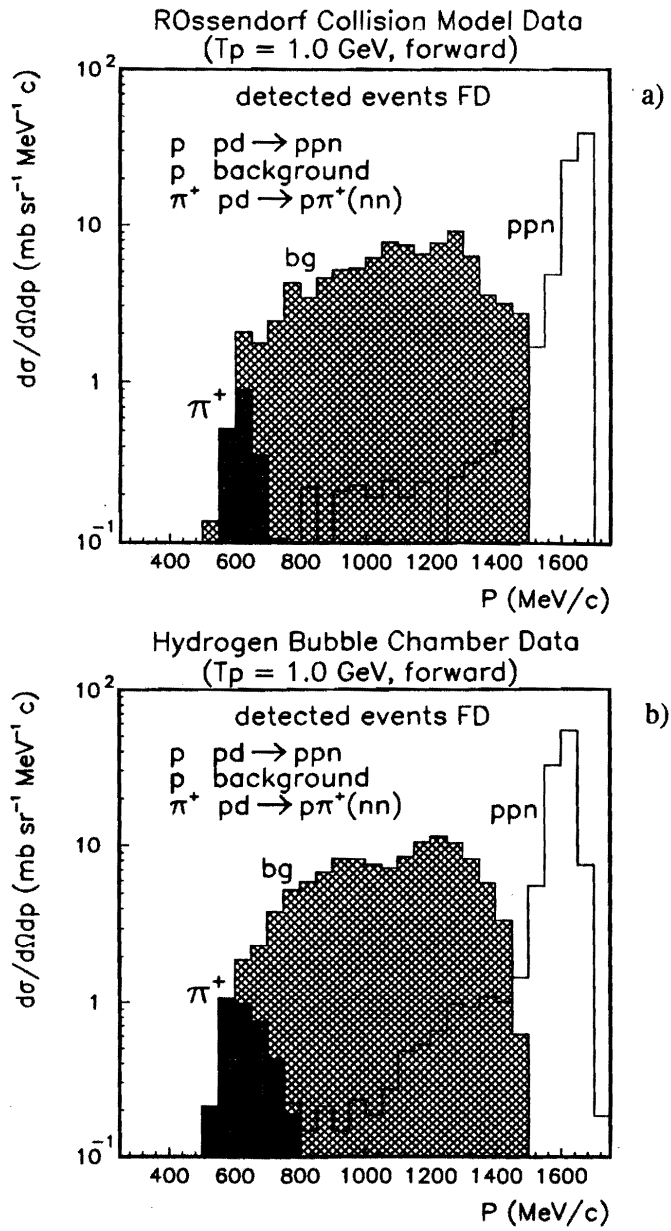 ROssendorf Collision Model Data
(Tp = 1.0 GeV, forward)
a)
detected events FD
p pd → ppn
p background
π⁺ pd → pπ⁺(nn)
ppn
bg
π⁺
dσ/dΩdp (mb sr⁻¹ MeV⁻¹ c)
10²
10
1
10⁻¹
400 600 800 1000 1200 1400 1600
P (MeV/c)
Hydrogen Bubble Chamber Data
(Tp = 1.0 GeV, forward)
b)
detected events FD
p pd → ppn
p background
π⁺ pd → pπ⁺(nn)
ppn
bg
π⁺
dσ/dΩdp (mb sr⁻¹ MeV⁻¹ c)
10²
10
1
10⁻¹
400 600 800 1000 1200 1400 1600
P (MeV/c)